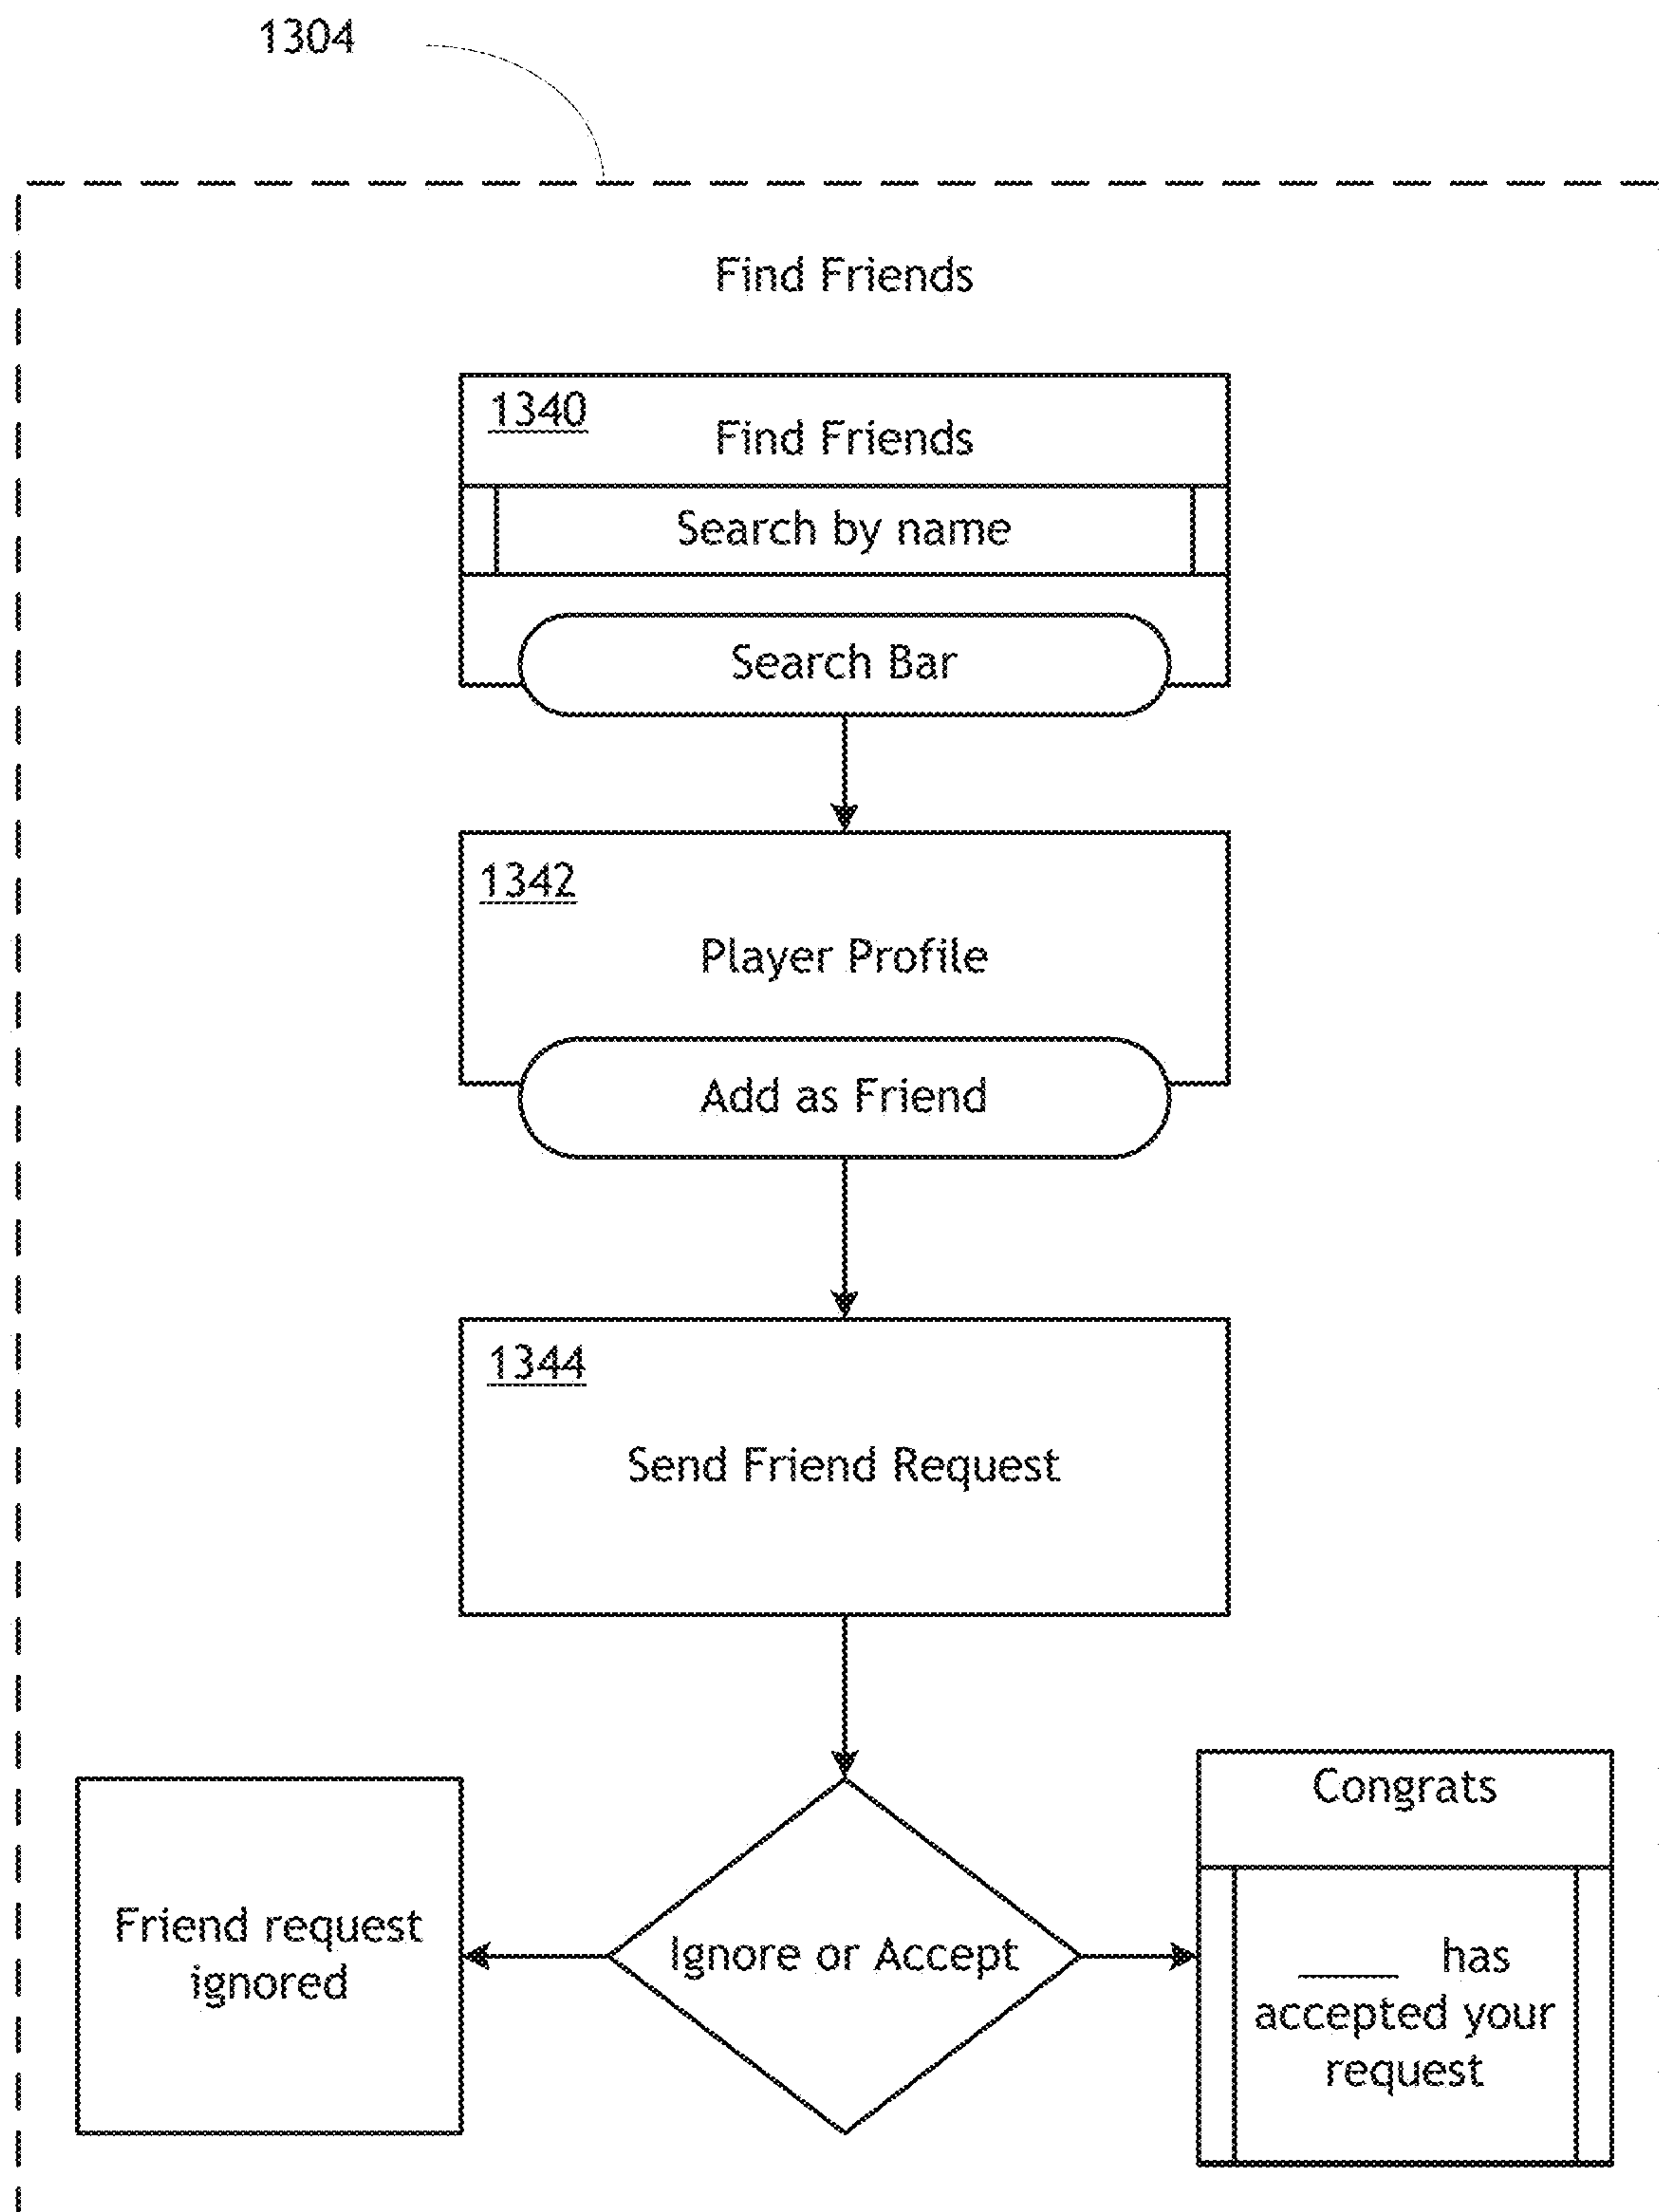 1304
Find Friends
1340
Find Friends
Search by name
Search Bar
1342
Player Profile
Add as Friend
1344
Send Friend Request
Friend request
ignored
Ignore or Accept
Congrats
____ has
accepted your
request